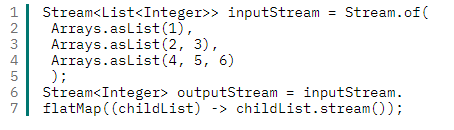 1 Stream<List<Integer>> inputStream = Stream.of(
2  Arrays.asList(1),
3  Arrays.asList(2, 3),
4  Arrays.asList(4, 5, 6)
5  );
6 Stream<Integer> outputStream = inputStream.
7 flatMap((childList) -> childList.stream());